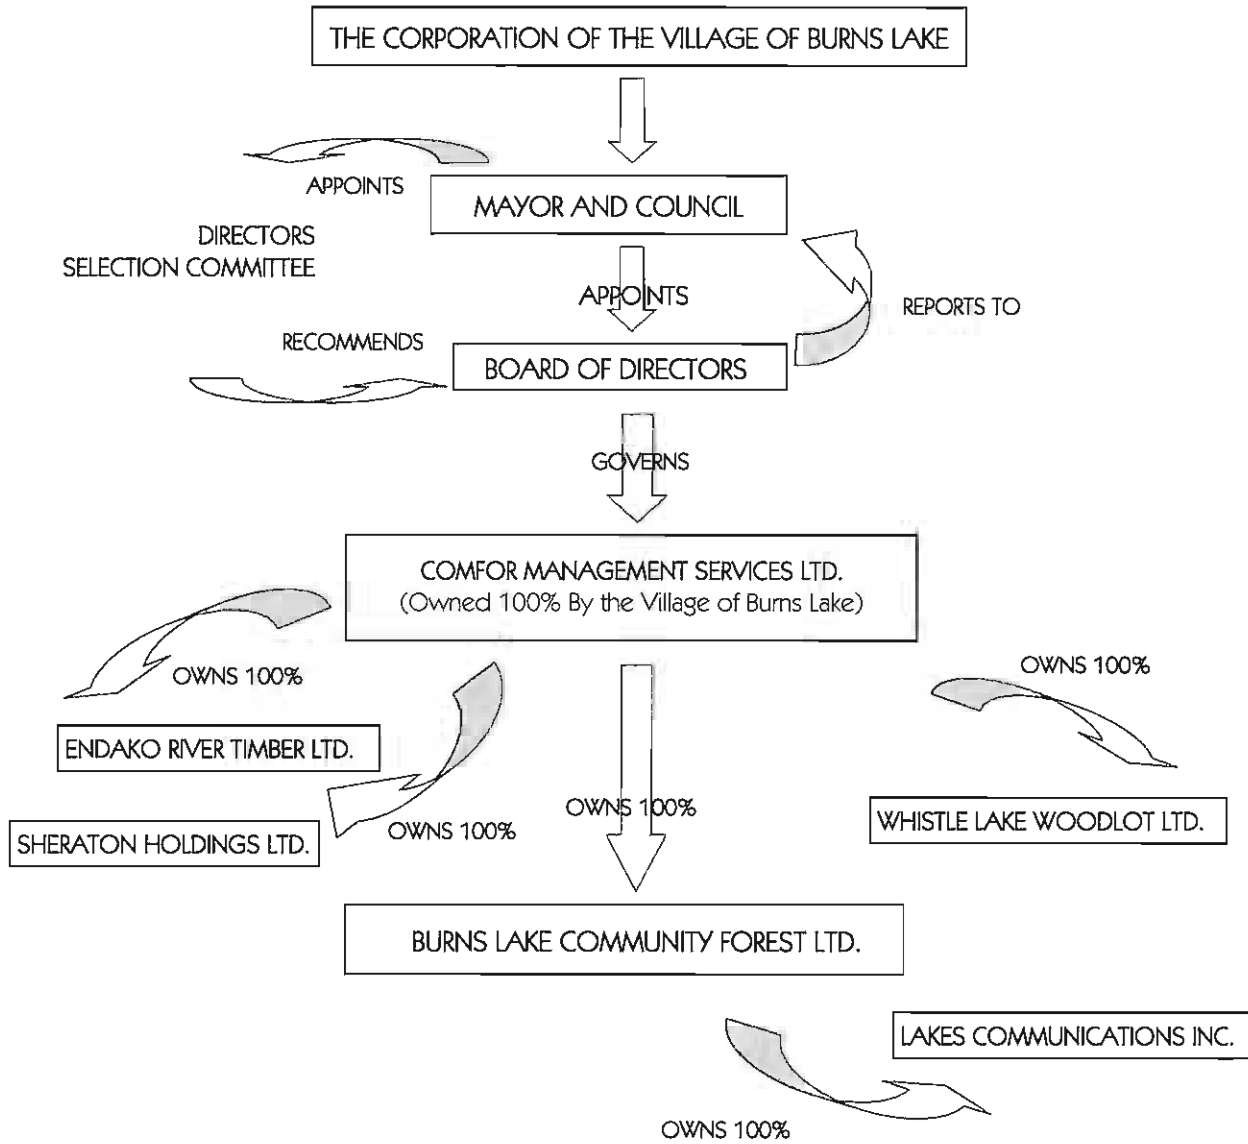 THE CORPORATION OF THE VILLAGE OF BURNS LAKE
APPOINTS
MAYOR AND COUNCIL
DIRECTORS
SELECTION COMMITTEE
APPOINTS
REPORTS TO
RECOMMENDS
BOARD OF DIRECTORS
GOVERNS
COMFOR MANAGEMENT SERVICES LTD.
(Owned 100% By the Village of Burns Lake)
OWNS 100%
OWNS 100%
ENDAKO RIVER TIMBER LTD.
OWNS 100%
OWNS 100%
WHISTLE LAKE WOODLOT LTD.
SHERATON HOLDINGS LTD.
BURNS LAKE COMMUNITY FOREST LTD.
LAKES COMMUNICATIONS INC.
OWNS 100%